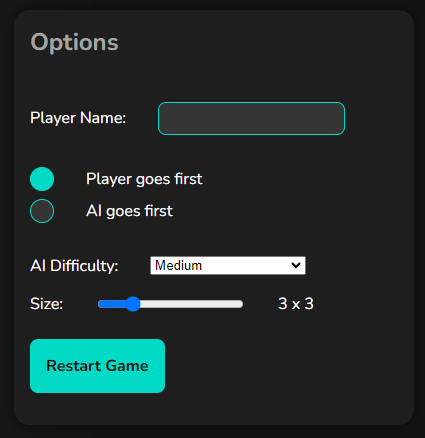 Options
Player Name:
Player goes first
AI goes first
AI Difficulty: Medium
Size: 3 x 3
Restart Game